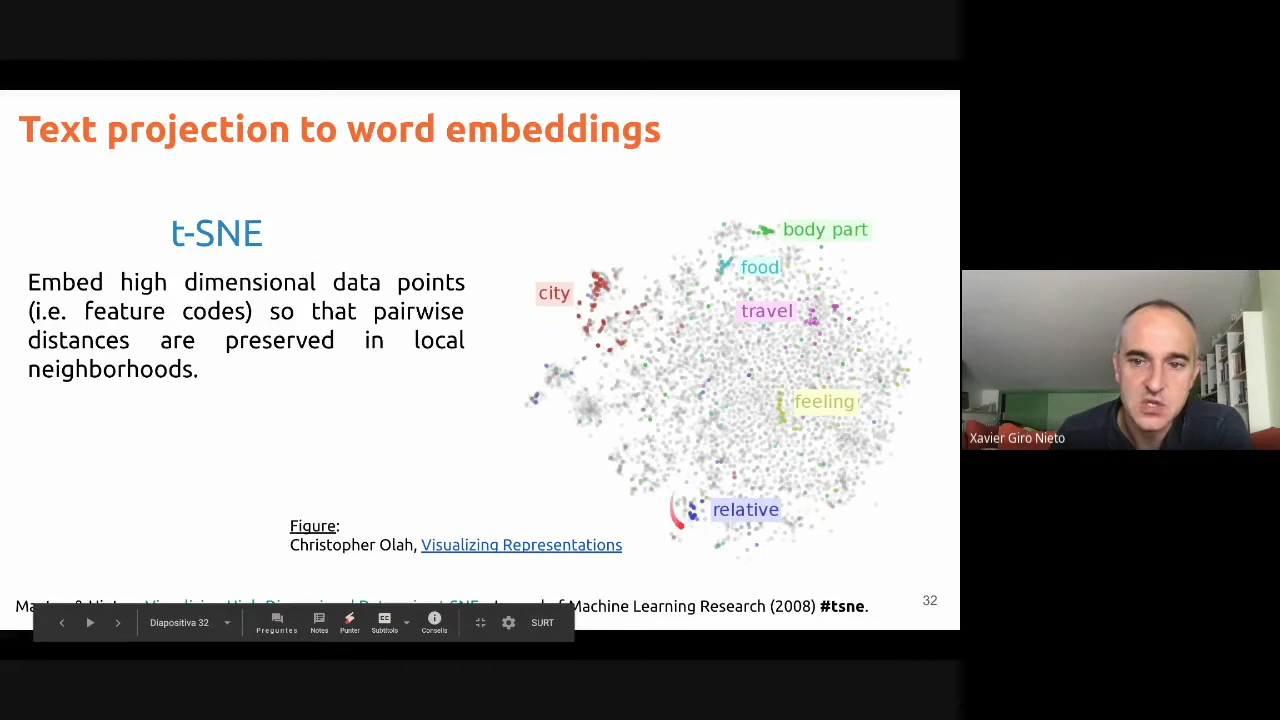 Text projection to word embeddings
t-SNE
Embed high dimensional data points
(i.e. feature codes) so that pairwise
distances are preserved in local
neighborhoods.
body part
food
city
travel
feeling
relative
Figure:
Christopher Olah, Visualizing Representations
Machine Learning Research (2008) #tsne.
32
Diapositiva 32
Preguntes
Notes
Punter
Subtítols
Consells
SURT
Xavier Giro Nieto